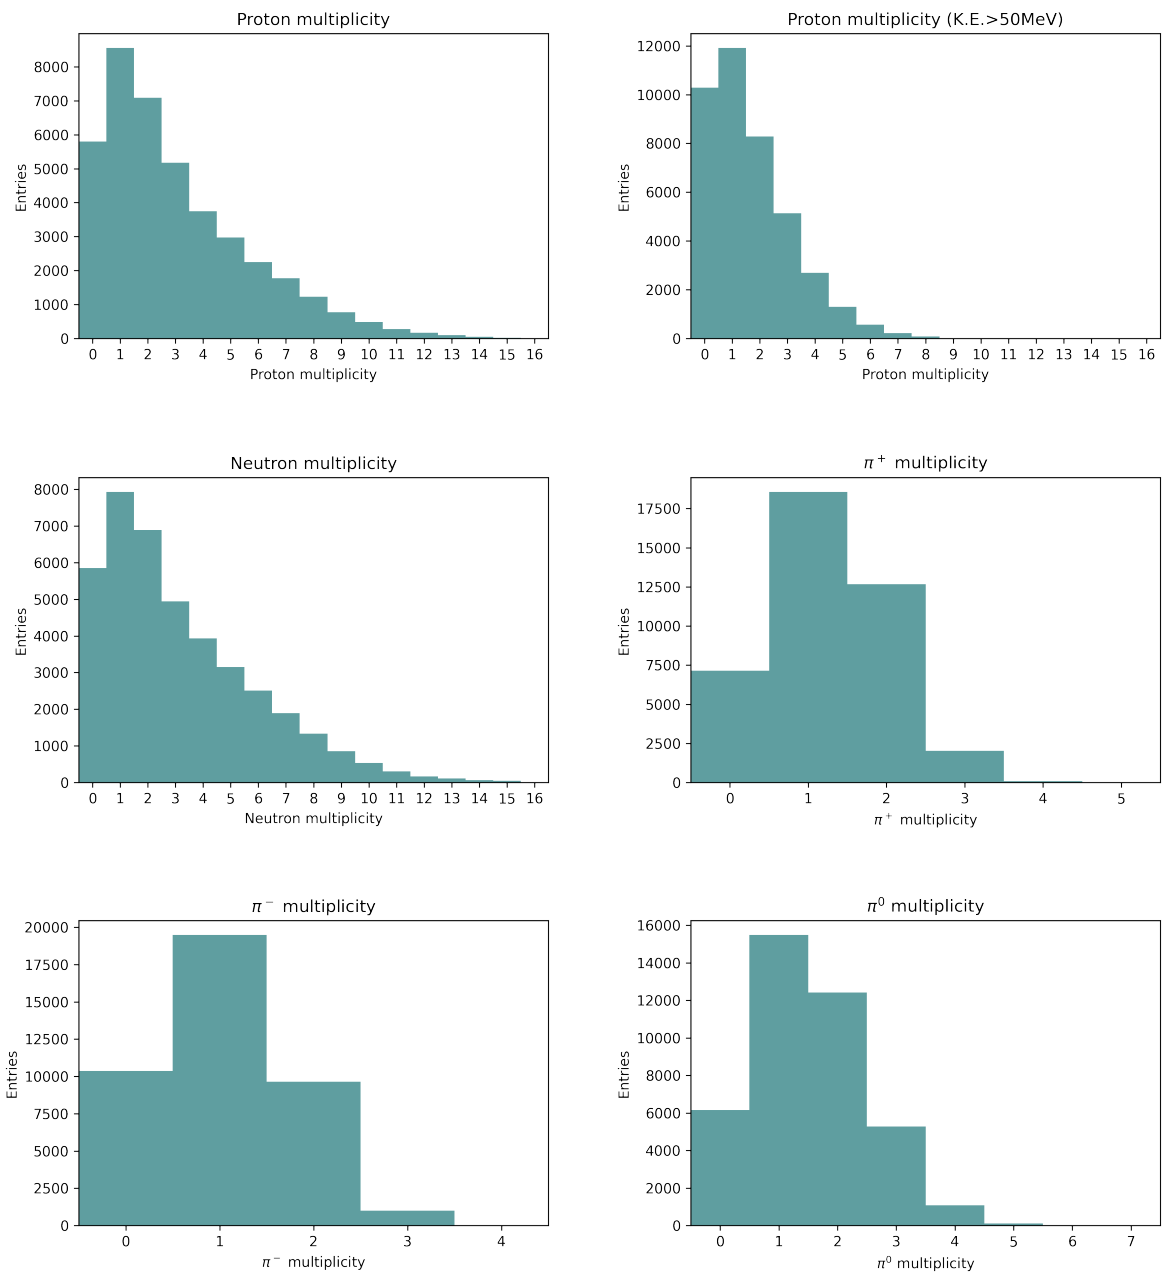 Proton multiplicity
8000
7000
6000
5000
4000
3000
2000
1000
0
Entries
0 1 2 3 4 5 6 7 8 9 10 11 12 13 14 15 16
Proton multiplicity
Proton multiplicity (K.E.>50MeV)
12000
10000
8000
6000
4000
2000
0
Entries
0 1 2 3 4 5 6 7 8 9 10 11 12 13 14 15 16
Proton multiplicity
Neutron multiplicity
8000
7000
6000
5000
4000
3000
2000
1000
0
Entries
0 1 2 3 4 5 6 7 8 9 10 11 12 13 14 15 16
Neutron multiplicity
π⁺ multiplicity
17500
15000
12500
10000
7500
5000
2500
0
Entries
0 1 2 3 4 5
π⁺ multiplicity
π⁻ multiplicity
20000
17500
15000
12500
10000
7500
5000
2500
0
Entries
0 1 2 3 4
π⁻ multiplicity
π⁰ multiplicity
16000
14000
12000
10000
8000
6000
4000
2000
0
Entries
0 1 2 3 4 5 6 7
π⁰ multiplicity